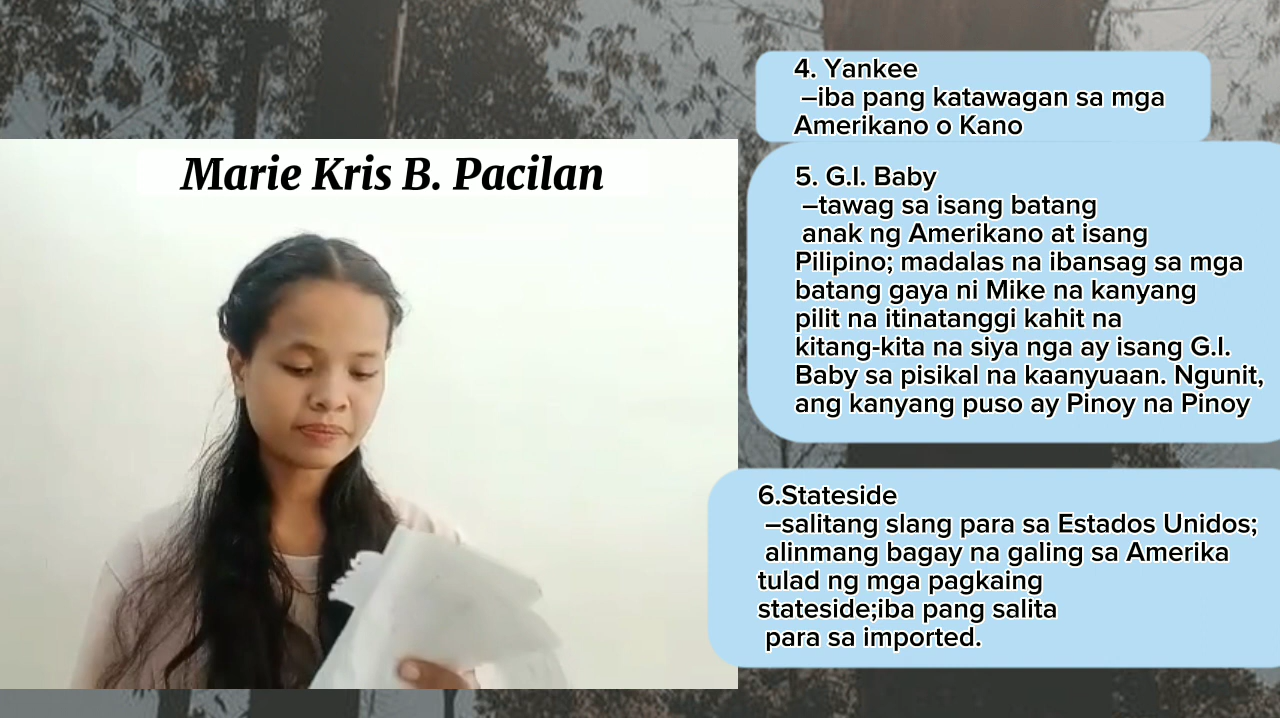 Marie Kris B. Pacilan
4. Yankee
–iba pang katawagan sa mga
Amerikano o Kano
5. G.I. Baby
–tawag sa isang batang
anak ng Amerikano at isang
Pilipino; madalas na ibansag sa mga
batang gaya ni Mike na kanyang
pilit na itinatanggi kahit na
kitang-kita na siya nga ay isang G.I.
Baby sa pisikal na kaanyuaan. Ngunit,
ang kanyang puso ay Pinoy na Pinoy
6.Stateside
–salitang slang para sa Estados Unidos;
alinmang bagay na galing sa Amerika
tulad ng mga pagkaing
stateside;iba pang salita
para sa imported.